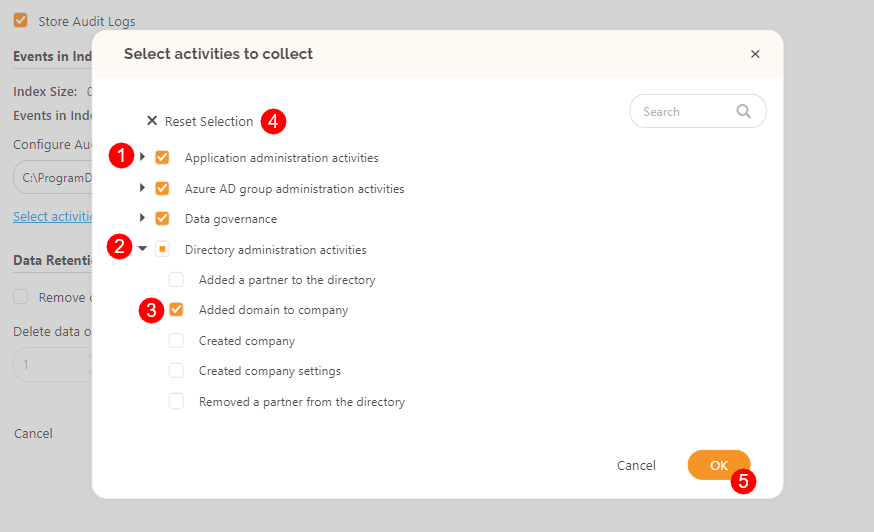 Store Audit Logs
Select activities to collect
Events in Ind
Index Size:
Events in Inde
Reset Selection 4
Search
Configure Au
1 Application administration activities
C:\ProgramD
Azure AD group administration activities
Select activitie
Data governance
2 Directory administration activities
Data Retenti
Added a partner to the directory
Remove
3 Added domain to company
Delete data o
Created company
1
Created company settings
Removed a partner from the directory
Cancel
Cancel
OK
5